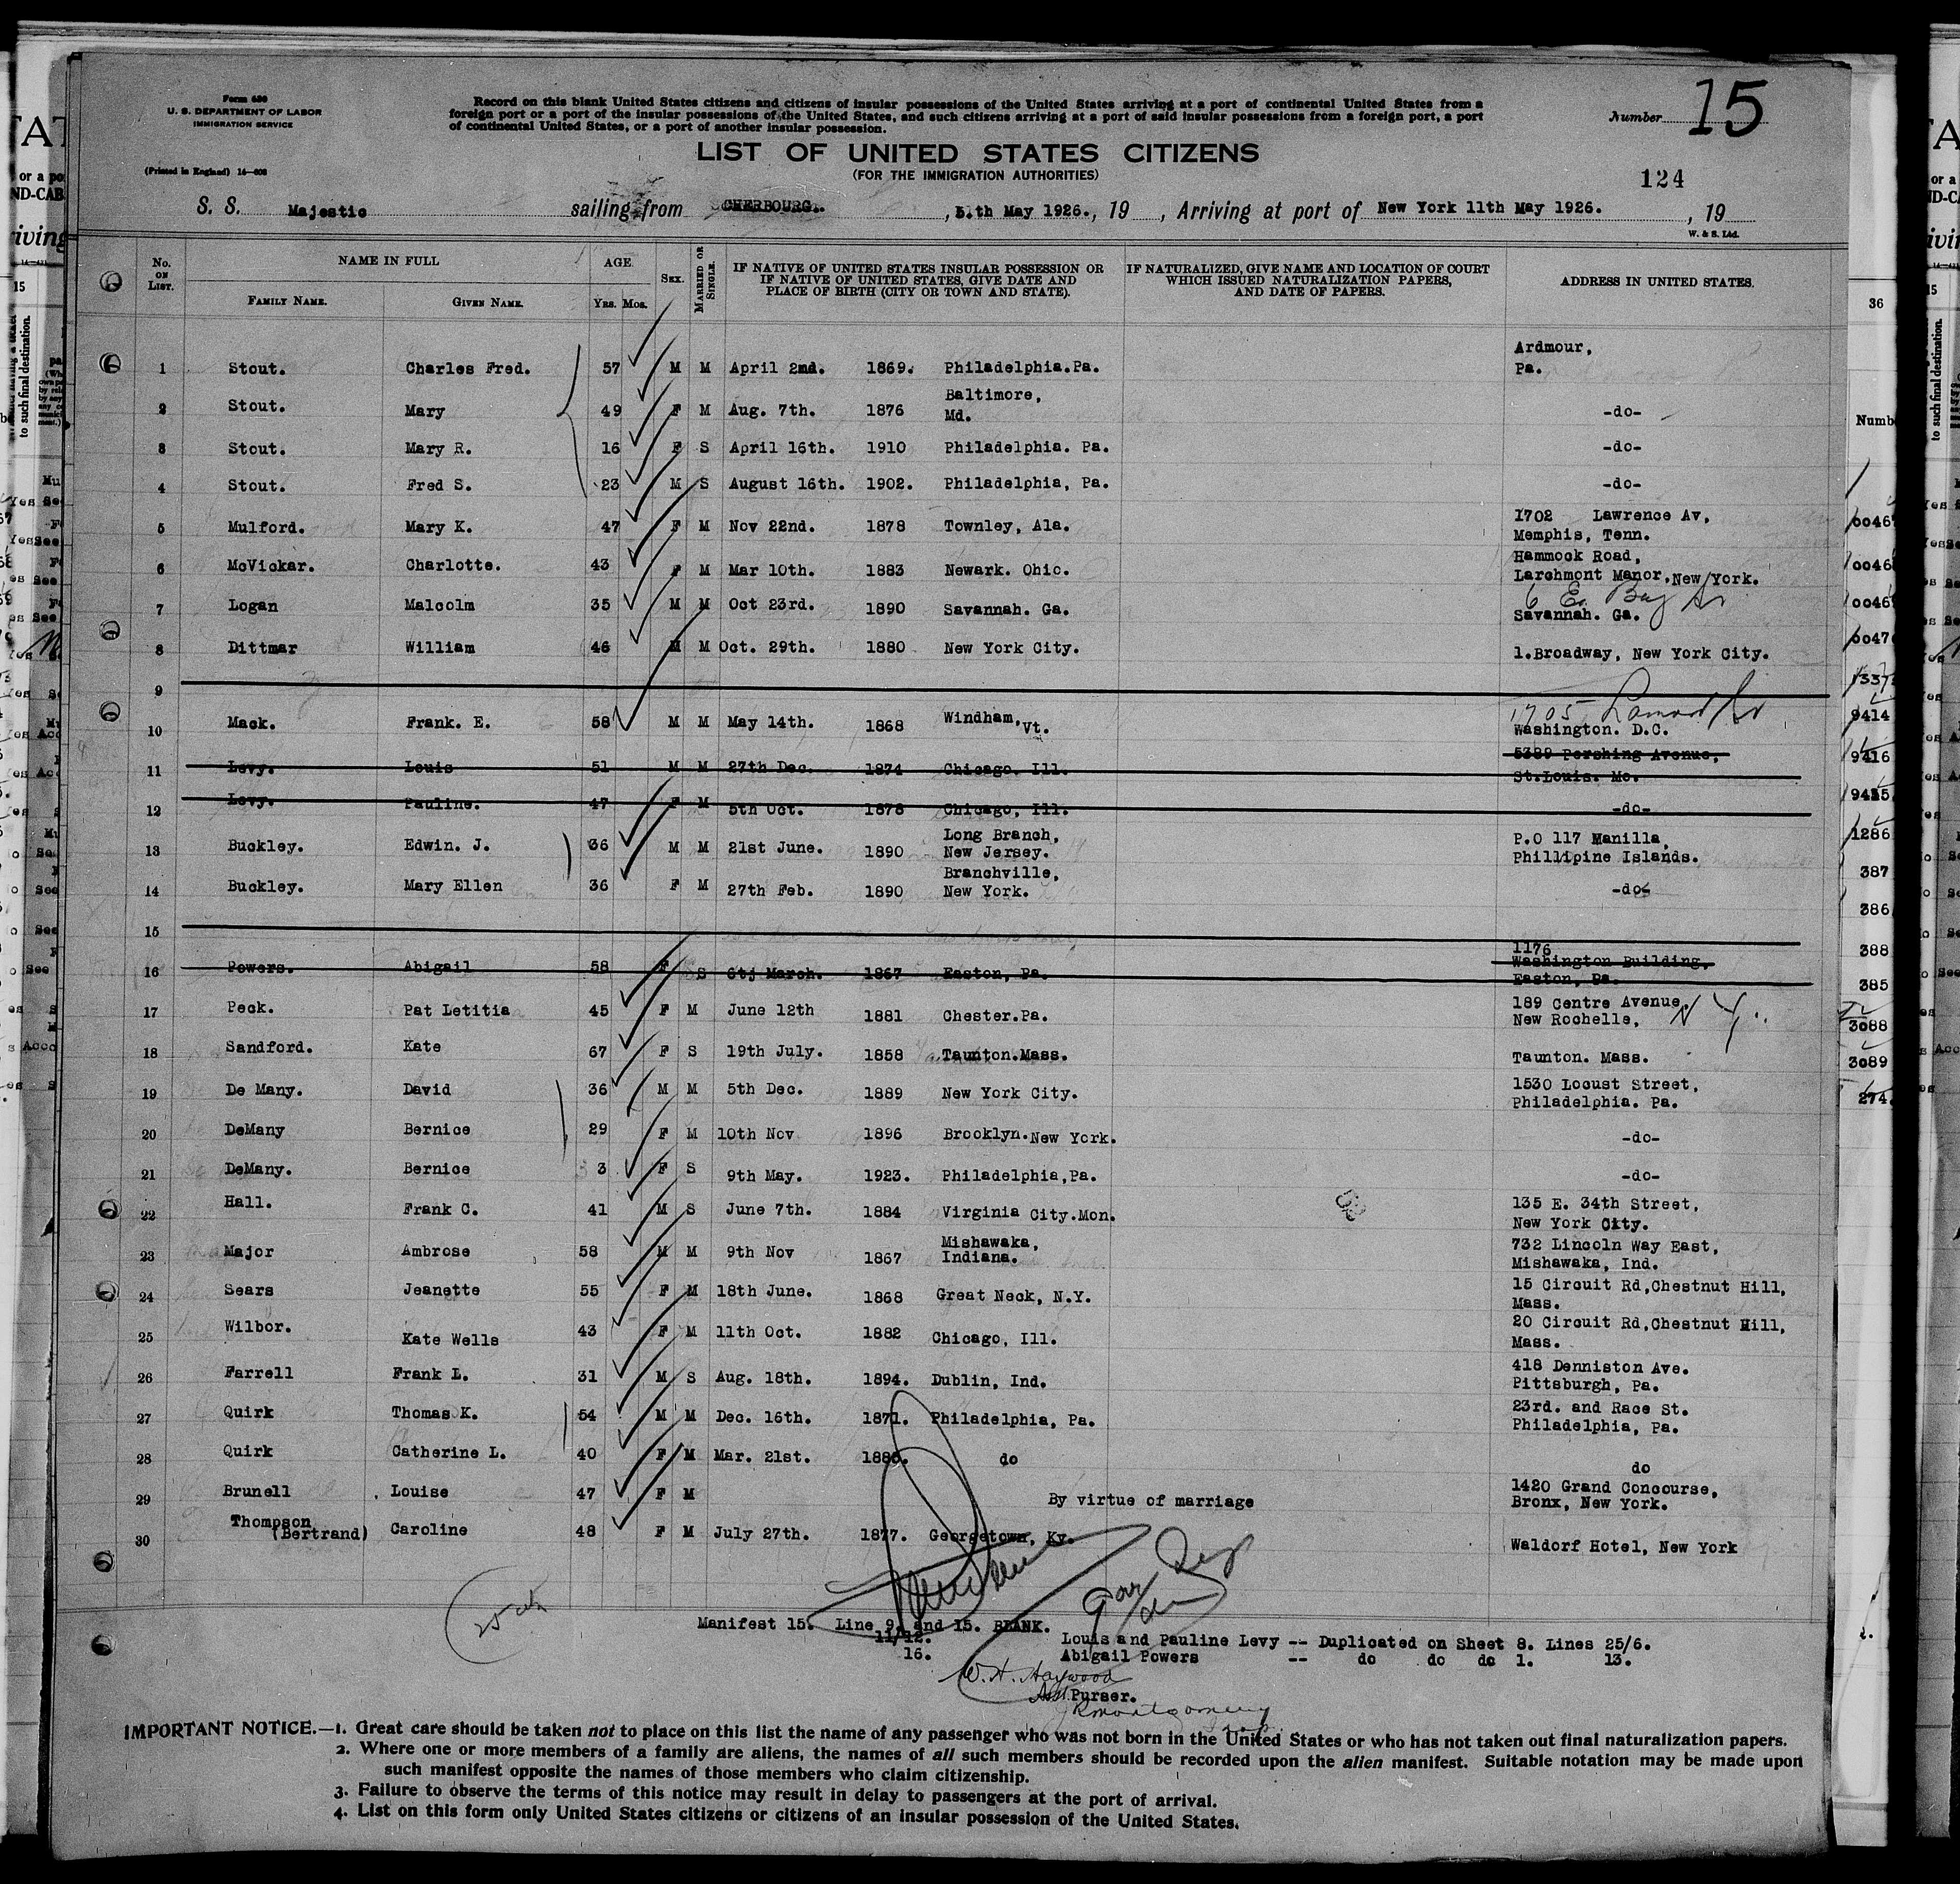 Form 630
U. S. DEPARTMENT OF LABOR
IMMIGRATION SERVICE
(Printed in England) 14—608
Record on this blank United States citizens and citizens of insular possessions of the United States arriving at a port of continental United States from a
foreign port or a port of the insular possessions of the United States, and such citizens arriving at a port of said insular possessions from a foreign port, a port
of continental United States, or a port of another insular possession.
Number 15
LIST OF UNITED STATES CITIZENS
(FOR THE IMMIGRATION AUTHORITIES)
124
S. S. Majestic sailing from CHERBOURG. , 5.th May 1926., 19 , Arriving at port of New York 11th May 1926. , 19
W. & S. Ltd.
No. ON LIST. NAME IN FULL FAMILY NAME. GIVEN NAME. AGE YRS. MOS. SEX. MARRIED OR SINGLE. IF NATIVE OF UNITED STATES INSULAR POSSESSION OR IF NATIVE OF UNITED STATES, GIVE DATE AND PLACE OF BIRTH (CITY OR TOWN AND STATE). IF NATURALIZED, GIVE NAME AND LOCATION OF COURT WHICH ISSUED NATURALIZATION PAPERS, AND DATE OF PAPERS. ADDRESS IN UNITED STATES.
1 Stout. Charles Fred. 57 M M April 2nd. 1869. Philadelphia.Pa. Ardmour, Pa.
2 Stout. Mary 49 F M Aug. 7th. 1876 Baltimore, Md. -do-
3 Stout. Mary R. 16 F S April 16th. 1910 Philadelphia. Pa. -do-
4 Stout. Fred S. 23 M S August 16th. 1902. Philadelphia, Pa. -do-
5 Mulford. Mary K. 47 F M Nov 22nd. 1878 Townley, Ala. 1702 Lawrence Av, Memphis, Tenn.
6 McVickar. Charlotte. 43 F M Mar 10th. 1883 Newark. Ohio. Hammock Road, Larchmont Manor, New York.
7 Logan Malcolm 35 M M Oct 23rd. 1890 Savannah. Ga. 6 E. Bay St Savannah. Ga.
8 Dittmar William 46 M M Oct. 29th. 1880 New York City. 1.Broadway, New York City.
9
10 Mack. Frank. E. 58 M M May 14th. 1868 Windham, Vt. 1705 Lamont St Washington. D.C.
11 Levy. Louis 51 M M 27th Dec. 1874 Chicago. Ill. 5389 Pershing Avenue, St.Louis. Mo.
12 Levy. Pauline. 47 F M 5th Oct. 1878 Chicago, Ill. -do-
13 Buckley. Edwin. J. 36 M M 21st June. 1890 Long Branch, New Jersey. P.O 117 Manilla, Phillipine Islands.
14 Buckley. Mary Ellen 36 F M 27th Feb. 1890 Branchville, New York. -do-
15
16 Powers. Abigail 58 F S 6tj March. 1867 Easton, Pa. 1176 Washington Building, Easton, Pa.
17 Peck. Pat Letitia 45 F M June 12th 1881 Chester.Pa. 189 Centre Avenue, New Rochelle, N Y.
18 Sandford. Kate 67 F S 19th July. 1858 Taunton.Mass. Taunton. Mass.
19 De Many. David 36 M M 5th Dec. 1889 New York City. 1530 Locust Street, Philadelphia. Pa.
20 DeMany Bernice 29 F M 10th Nov 1896 Brooklyn.New York. -do-
21 DeMany. Bernice 3 F S 9th May. 1923. Philadelphia,Pa. -do-
22 Hall. Frank C. 41 M S June 7th. 1884 Virginia City.Mon. 135 E. 34th Street, New York City.
23 Major Ambrose 58 M M 9th Nov 1867 Mishawaka, Indiana. 732 Lincoln Way East, Mishawaka, Ind.
24 Sears Jeanette 55 F M 18th June. 1868 Great Neck, N.Y. 15 Circuit Rd,Chestnut Hill, Mass.
25 Wilbor. Kate Wells 43 F M 11th Oct. 1882 Chicago, Ill. 20 Circuit Rd,Chestnut Hill, Mass.
26 Farrell Frank L. 31 M S Aug. 18th. 1894. Dublin, Ind. 418 Denniston Ave. Pittsburgh, Pa.
27 Quirk Thomas K. 54 M M Dec. 16th. 1871. Philadelphia, Pa. 23rd. and Race St. Philadelphia, Pa.
28 Quirk Catherine L. 40 F M Mar. 21st. do do
29 Brunell Louise 47 F M By virtue of marriage 1420 Grand Concourse, Bronx, New York.
30 Thompson (Bertrand) Caroline 48 F M July 27th. 1877. Georgetown, Ky. Waldorf Hotel, New York
Manifest 15. Line 9. and 15. BLANK.
11/12. Louis and Pauline Levy -- Duplicated on Sheet 8. Lines 25/6.
16. Abigail Powers -- do do do 1. 13.
W. H. Haywood
Asst Purser.
IMPORTANT NOTICE.—1. Great care should be taken not to place on this list the name of any passenger who was not born in the United States or who has not taken out final naturalization papers.
2. Where one or more members of a family are aliens, the names of all such members should be recorded upon the alien manifest. Suitable notation may be made upon
such manifest opposite the names of those members who claim citizenship.
3. Failure to observe the terms of this notice may result in delay to passengers at the port of arrival.
4. List on this form only United States citizens or citizens of an insular possession of the United States.